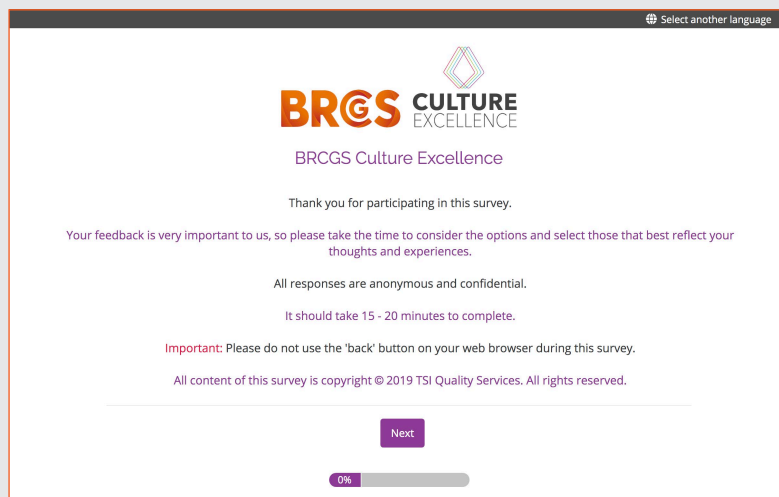 Select another language
BRCGS CULTURE
EXCELLENCE
BRCGS Culture Excellence
Thank you for participating in this survey.
Your feedback is very important to us, so please take the time to consider the options and select those that best reflect your
thoughts and experiences.
All responses are anonymous and confidential.
It should take 15 - 20 minutes to complete.
Important: Please do not use the 'back' button on your web browser during this survey.
All content of this survey is copyright © 2019 TSI Quality Services. All rights reserved.
Next
0%